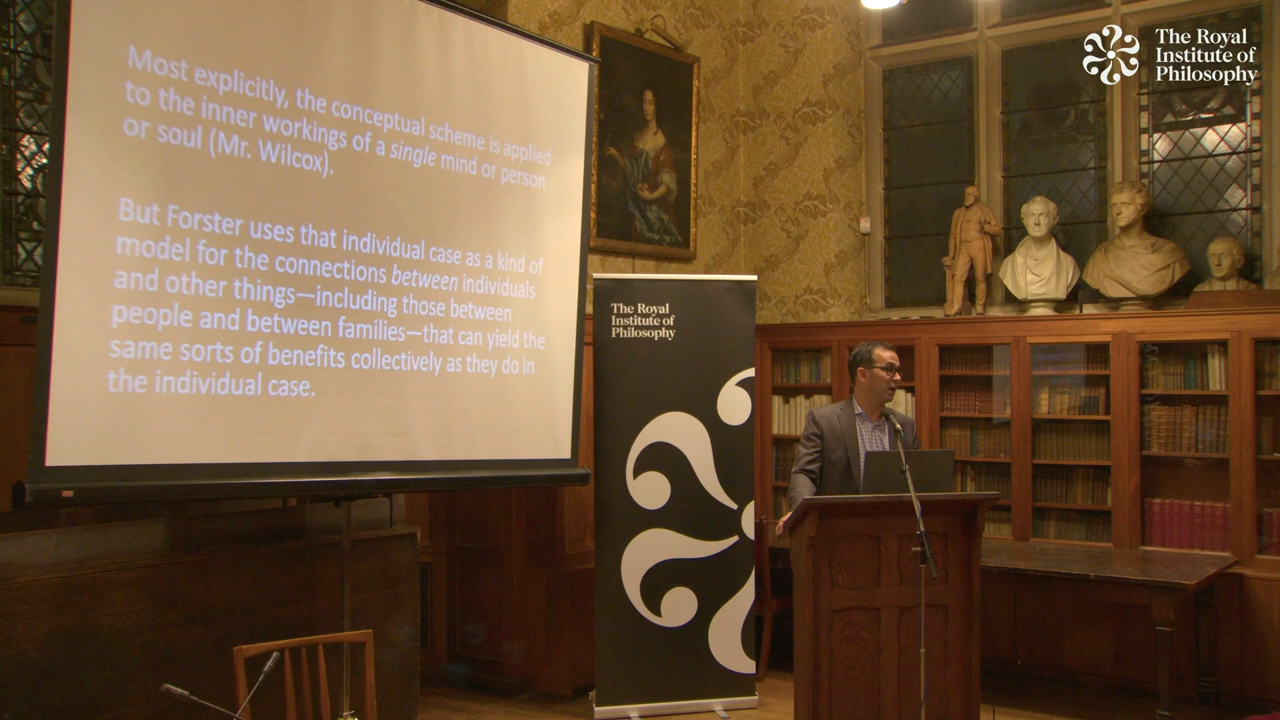 Most explicitly, the conceptual scheme is applied
to the inner workings of a single mind or person
or soul (Mr. Wilcox).
But Forster uses that individual case as a kind of
model for the connections between individuals
and other things—including those between
people and between families—that can yield the
same sorts of benefits collectively as they do in
the individual case.
The Royal
Institute of
Philosophy
The Royal
Institute of
Philosophy